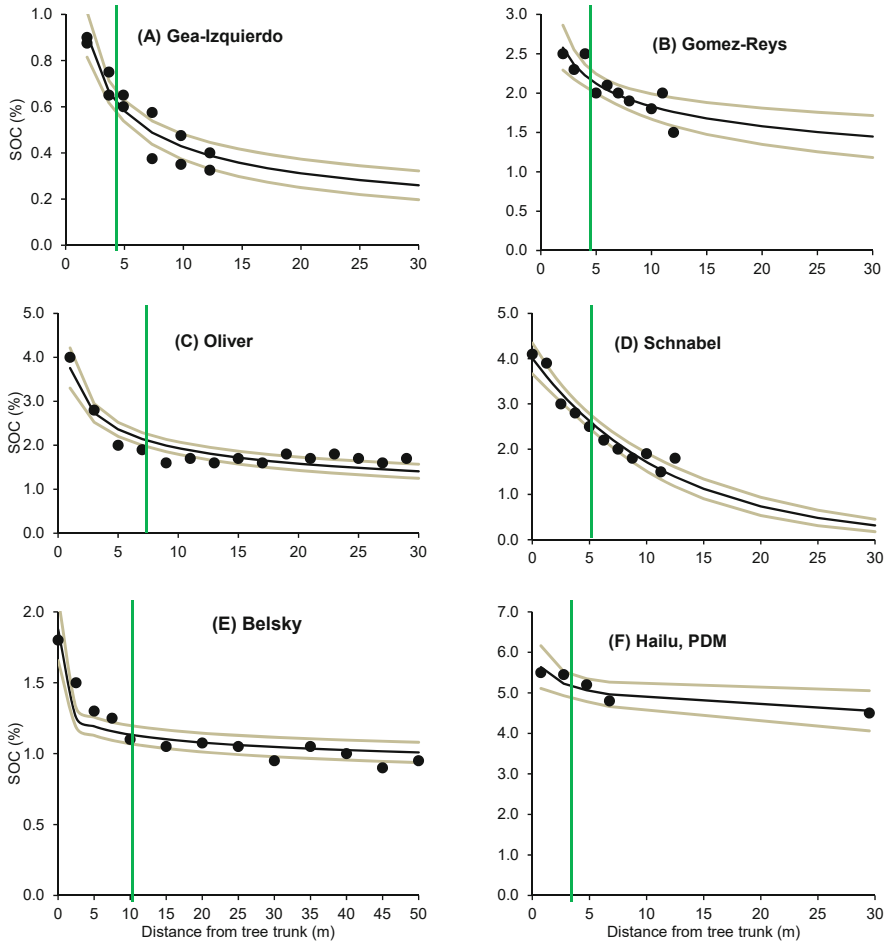 (A) Gea-Izquierdo
SOC (%)
1.0
0.8
0.6
0.4
0.2
0.0
0 5 10 15 20 25 30
(B) Gomez-Reys
3.0
2.5
2.0
1.5
1.0
0.5
0.0
0 5 10 15 20 25 30
(C) Oliver
SOC (%)
5.0
4.0
3.0
2.0
1.0
0.0
0 5 10 15 20 25 30
(D) Schnabel
5.0
4.0
3.0
2.0
1.0
0.0
0 5 10 15 20 25 30
(E) Belsky
SOC (%)
2.0
1.5
1.0
0.5
0.0
0 5 10 15 20 25 30 35 40 45 50
Distance from tree trunk (m)
(F) Hailu, PDM
7.0
6.0
5.0
4.0
3.0
2.0
1.0
0.0
0 5 10 15 20 25 30
Distance from tree trunk (m)